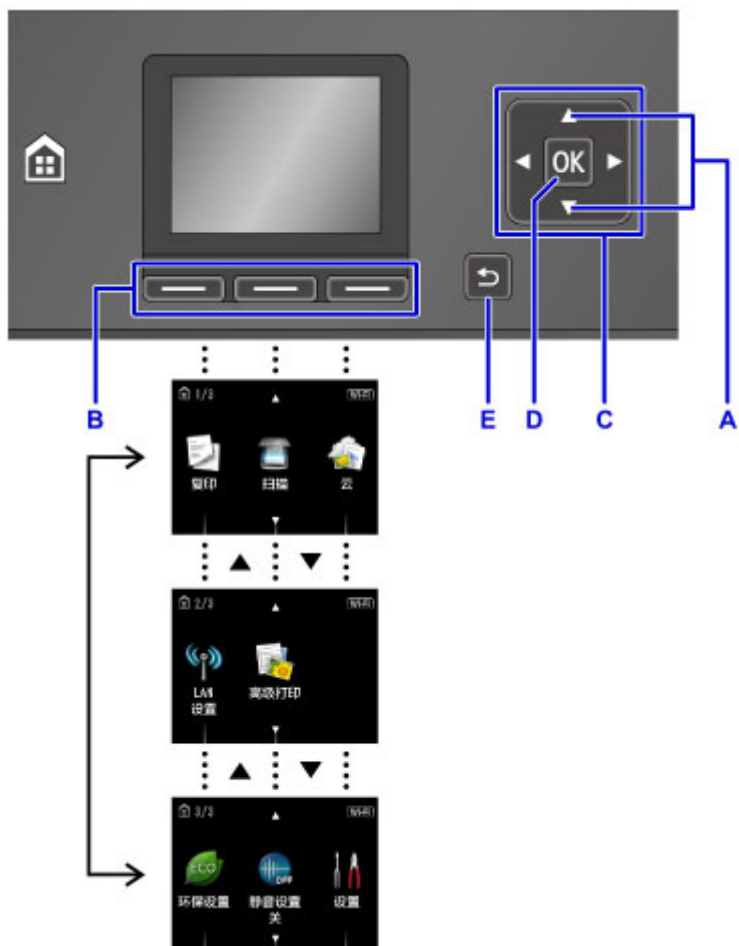 OK
A
B
E
D
C
1/3
Wi-Fi
复印
扫描
云
2/3
Wi-Fi
LAN
设置
高级打印
3/3
Wi-Fi
ECO
OFF
环保设置
静音设置
关
设置